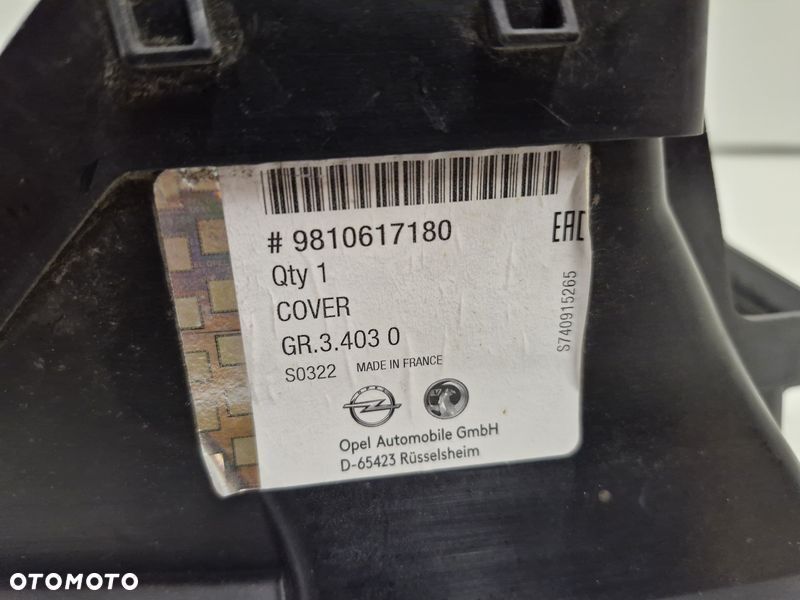 # 9810617180
EAC
Qty 1
COVER
GR.3.403 0
S0322 MADE IN FRANCE
S740915265
Opel Automobile GmbH
D-65423 Rüsselsheim
OTOMOTO